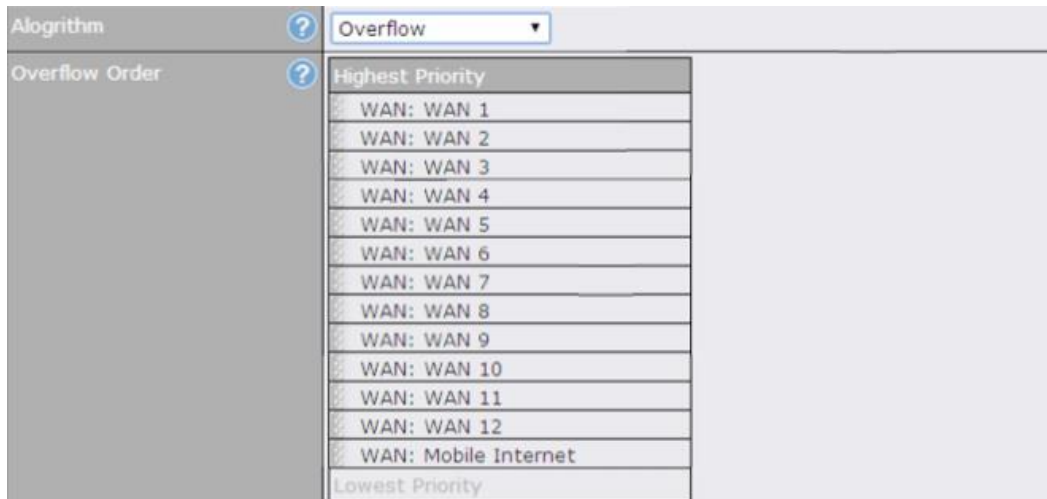 Alogrithm
Overflow
Overflow Order
Highest Priority
WAN: WAN 1
WAN: WAN 2
WAN: WAN 3
WAN: WAN 4
WAN: WAN 5
WAN: WAN 6
WAN: WAN 7
WAN: WAN 8
WAN: WAN 9
WAN: WAN 10
WAN: WAN 11
WAN: WAN 12
WAN: Mobile Internet
Lowest Priority